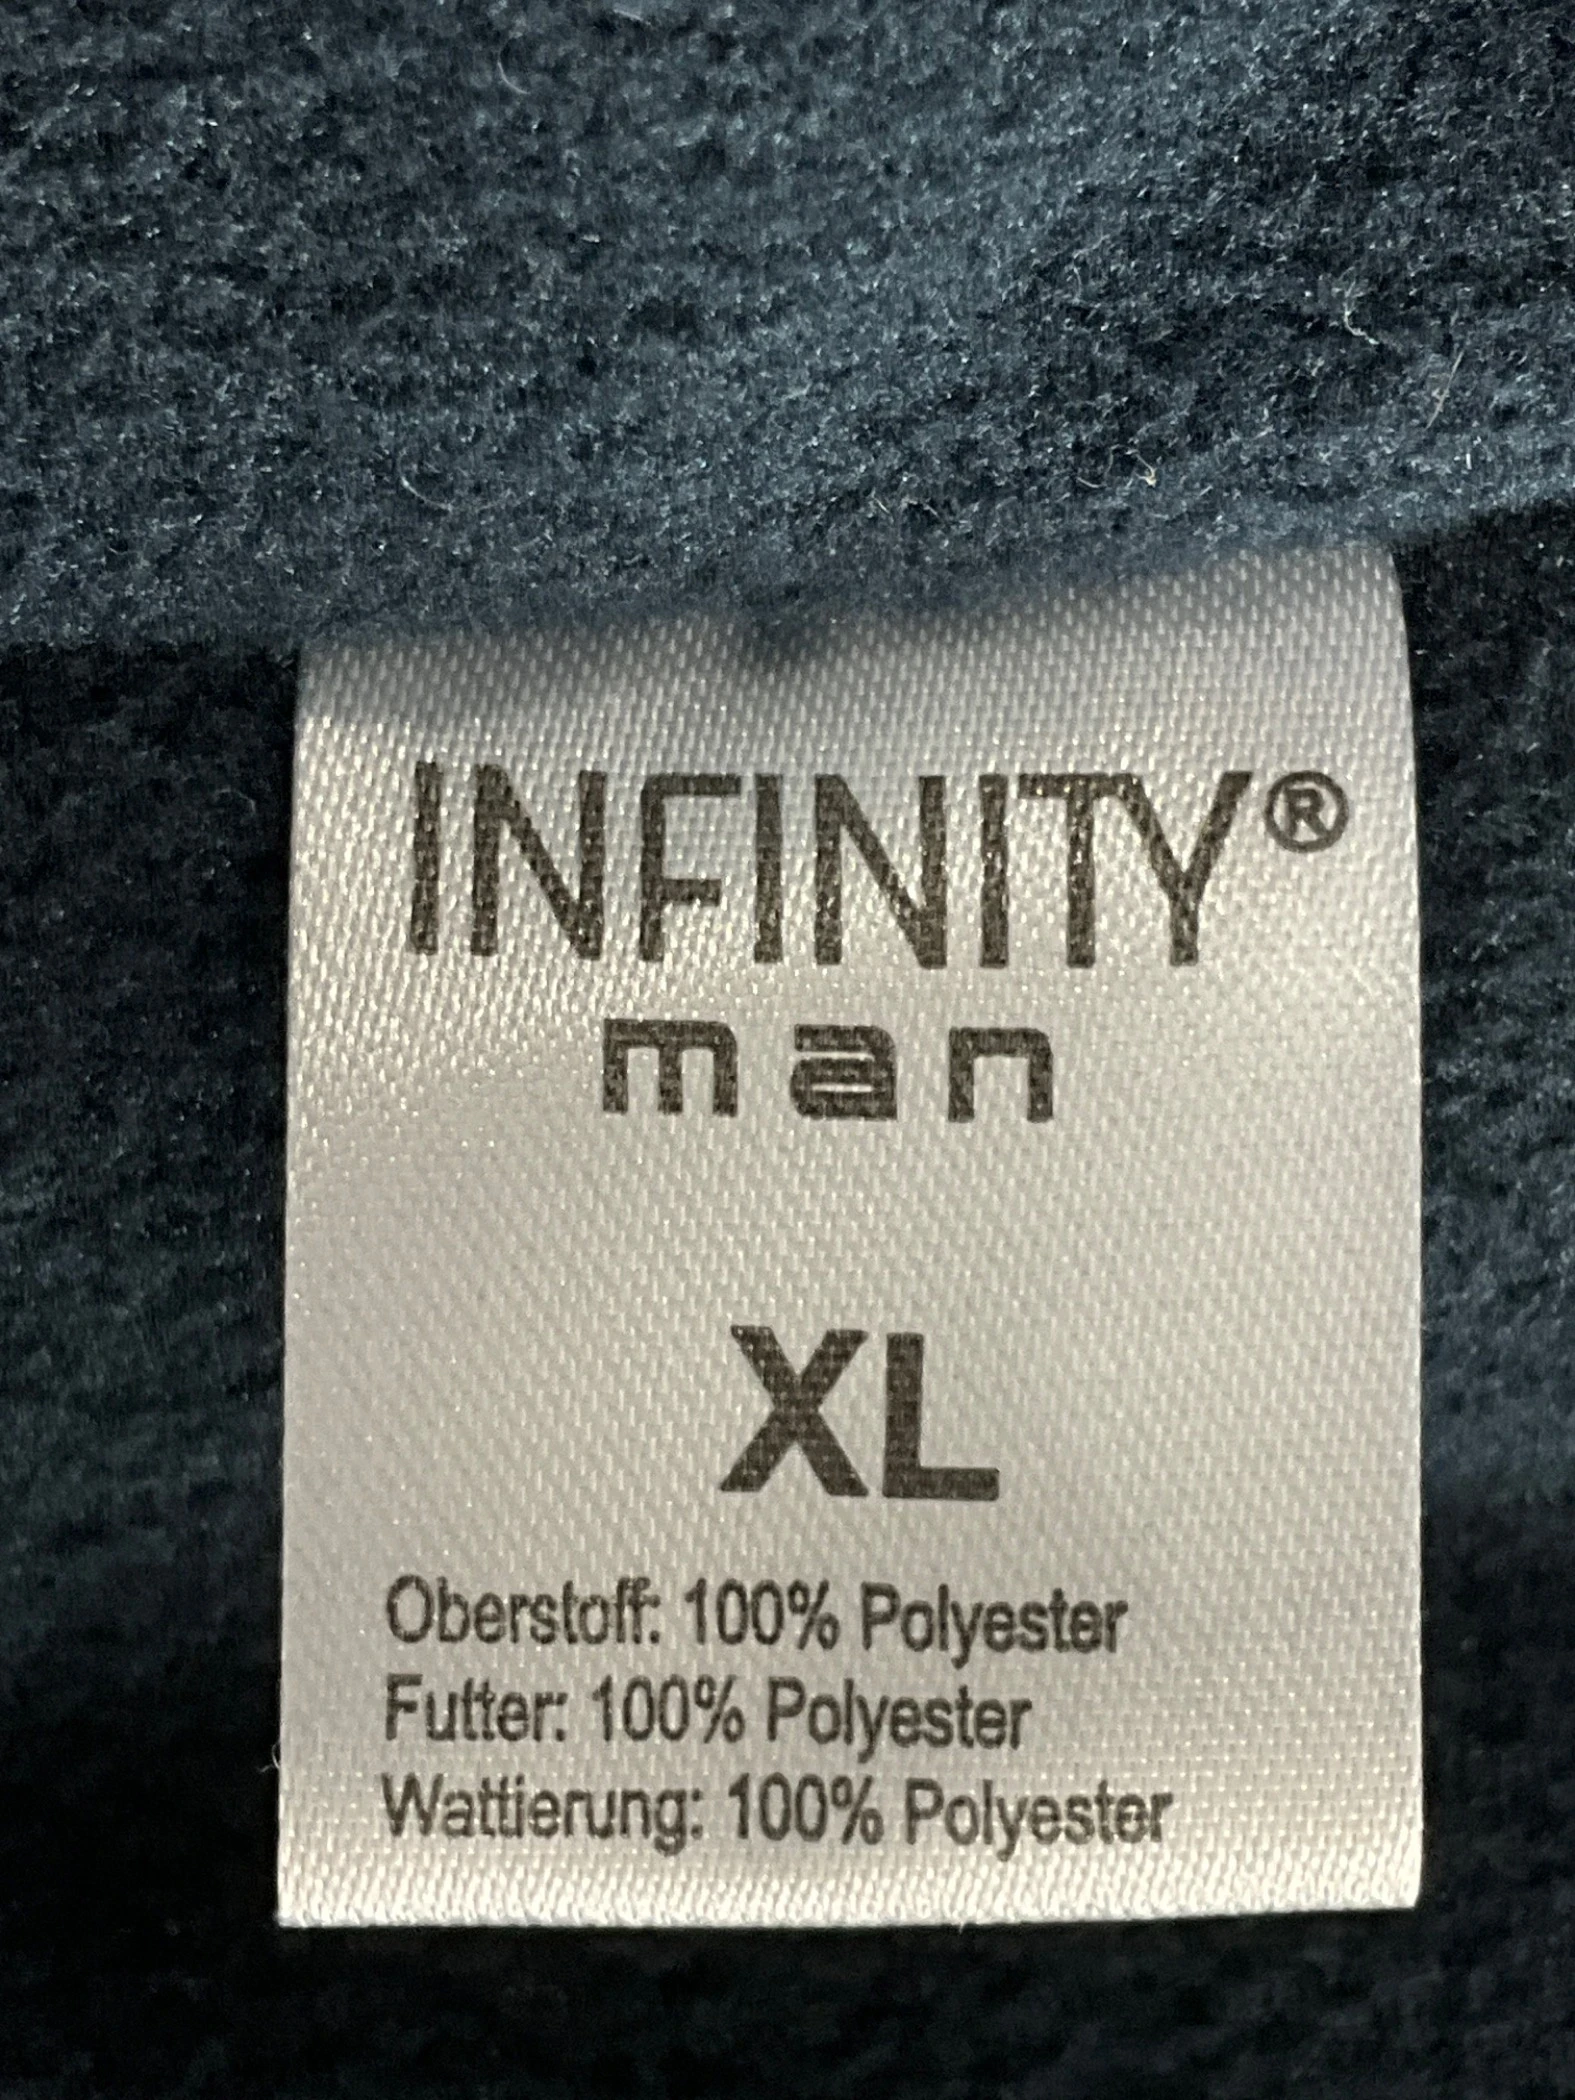 INFINITY®
man
XL
Oberstoff: 100% Polyester
Futter: 100% Polyester
Wattierung: 100% Polyester